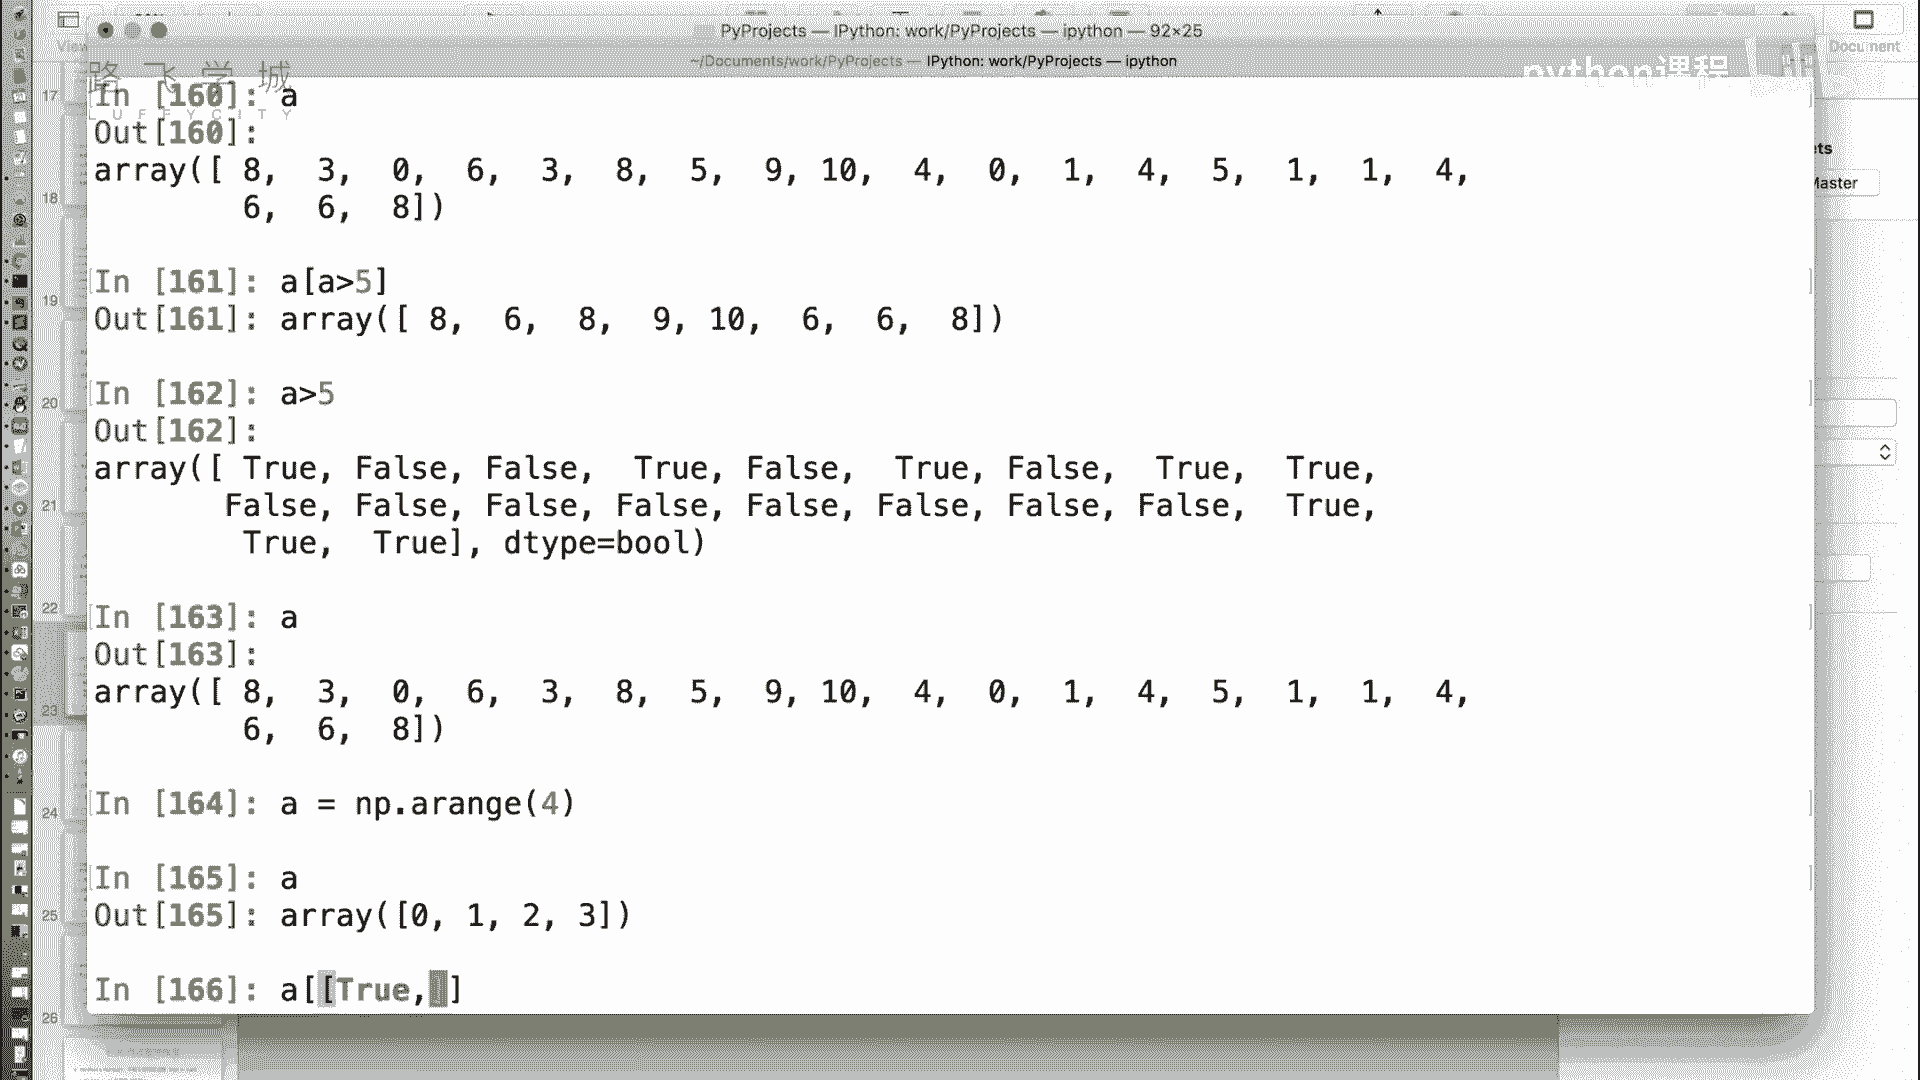 PyProjects — IPython: work/PyProjects — ipython — 92×25
~/Documents/work/PyProjects — IPython: work/PyProjects — ipython
View
Document
路飞学城
LUFFYCITY
python课程
In [160]: a
Out[160]:
array([ 8,  3,  0,  6,  3,  8,  5,  9, 10,  4,  0,  1,  4,  5,  1,  1,  4,
        6,  6,  8])
In [161]: a[a>5]
Out[161]: array([ 8,  6,  8,  9, 10,  6,  6,  8])
In [162]: a>5
Out[162]:
array([ True, False, False,  True, False,  True, False,  True,  True,
       False, False, False, False, False, False, False, False,  True,
        True,  True], dtype=bool)
In [163]: a
Out[163]:
array([ 8,  3,  0,  6,  3,  8,  5,  9, 10,  4,  0,  1,  4,  5,  1,  1,  4,
        6,  6,  8])
In [164]: a = np.arange(4)
In [165]: a
Out[165]: array([0, 1, 2, 3])
In [166]: a[[True,]]
17
18
19
20
21
22
23
24
25
26